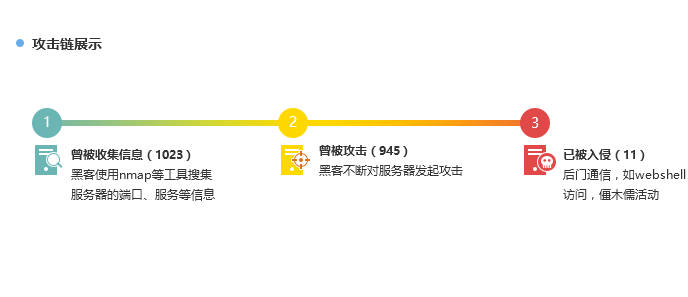 攻击链展示
1
2
3
曾被收集信息（1023）
黑客使用nmap等工具搜集
服务器的端口、服务等信息
曾被攻击（945）
黑客不断对服务器发起攻击
已被入侵（11）
后门通信，如webshell
访问，僵木儒活动